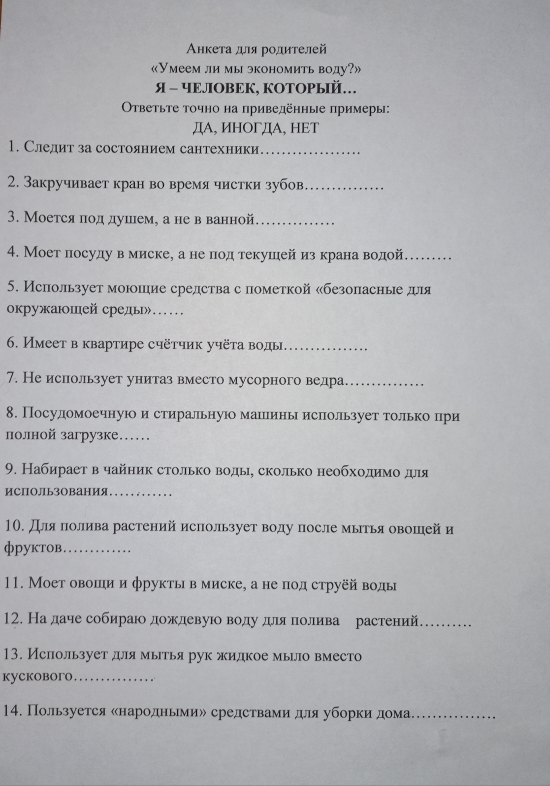 Анкета для родителей
«Умеем ли мы экономить воду?»
Я – ЧЕЛОВЕК, КОТОРЫЙ…
Ответьте точно на приведённые примеры:
ДА, ИНОГДА, НЕТ
1. Следит за состоянием сантехники…………………
2. Закручивает кран во время чистки зубов……………
3. Моется под душем, а не в ванной……………
4. Моет посуду в миске, а не под текущей из крана водой………
5. Использует моющие средства с пометкой «безопасные для
окружающей среды»……
6. Имеет в квартире счётчик учёта воды……………..
7. Не использует унитаз вместо мусорного ведра……………
8. Посудомоечную и стиральную машины использует только при
полной загрузке……
9. Набирает в чайник столько воды, сколько необходимо для
использования…………
10. Для полива растений использует воду после мытья овощей и
фруктов………….
11. Моет овощи и фрукты в миске, а не под струёй воды
12. На даче собираю дождевую воду для полива растений……….
13. Использует для мытья рук жидкое мыло вместо
кускового……………
14. Пользуется «народными» средствами для уборки дома……………..